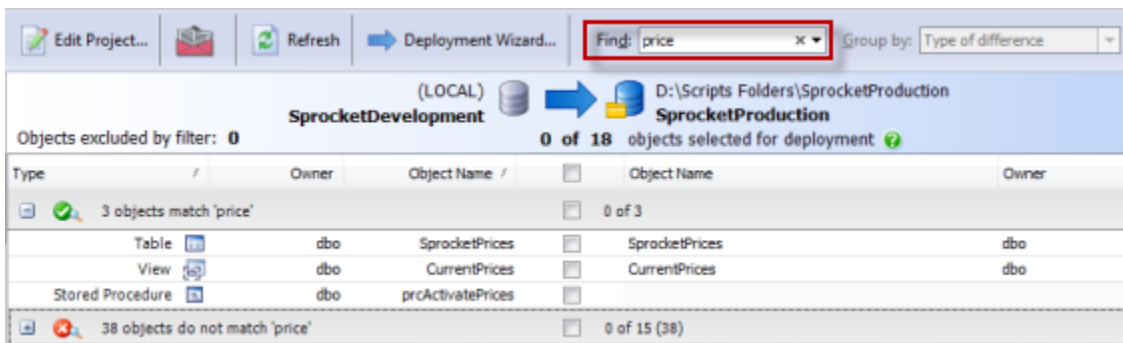 Edit Project... Refresh Deployment Wizard... Find: price Group by: Type of difference
(LOCAL) D:\Scripts Folders\SprocketProduction
SprocketDevelopment SprocketProduction
Objects excluded by filter: 0 0 of 18 objects selected for deployment
Type Owner Object Name Object Name Owner
3 objects match 'price' 0 of 3
Table dbo SprocketPrices SprocketPrices dbo
View dbo CurrentPrices CurrentPrices dbo
Stored Procedure dbo prcActivatePrices
38 objects do not match 'price' 0 of 15 (38)